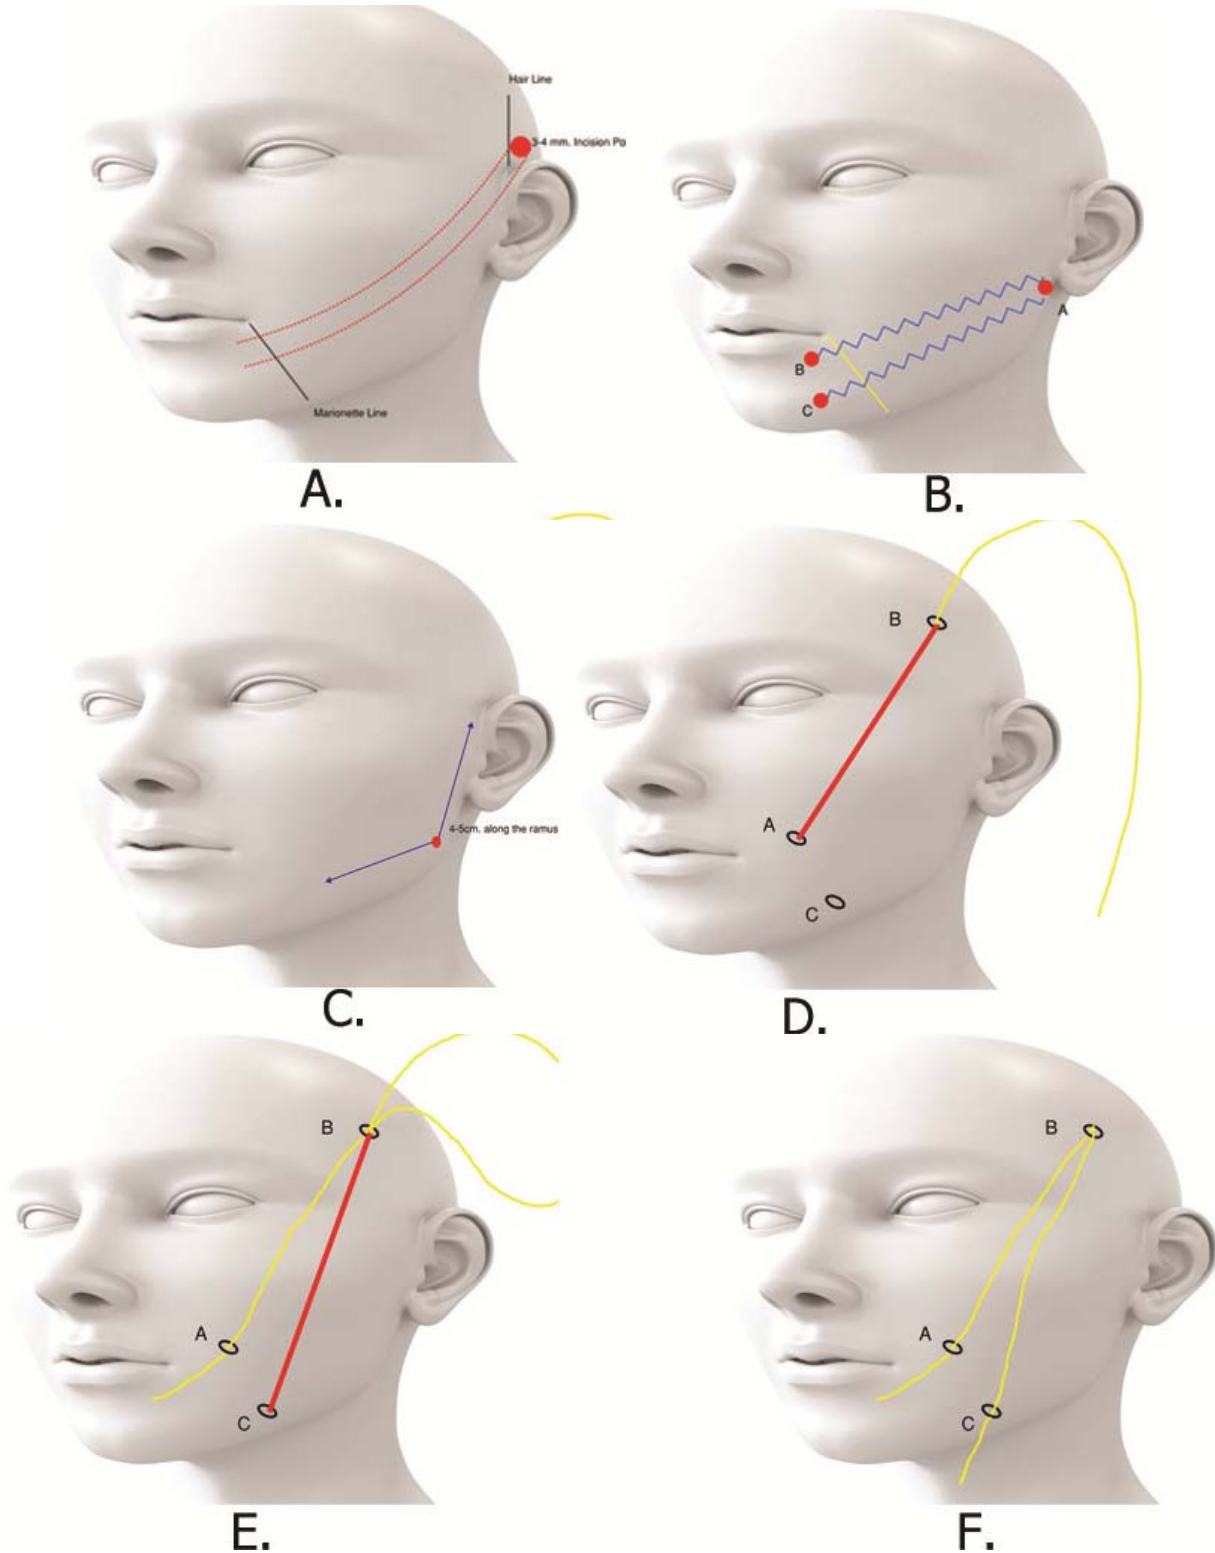 Hair Line
3-4 mm. Incision Po
Marionette Line
A.
A
B
C
B.
4-5cm. along the ramus
C.
B
A
C
D.
B
A
C
E.
B
A
C
F.